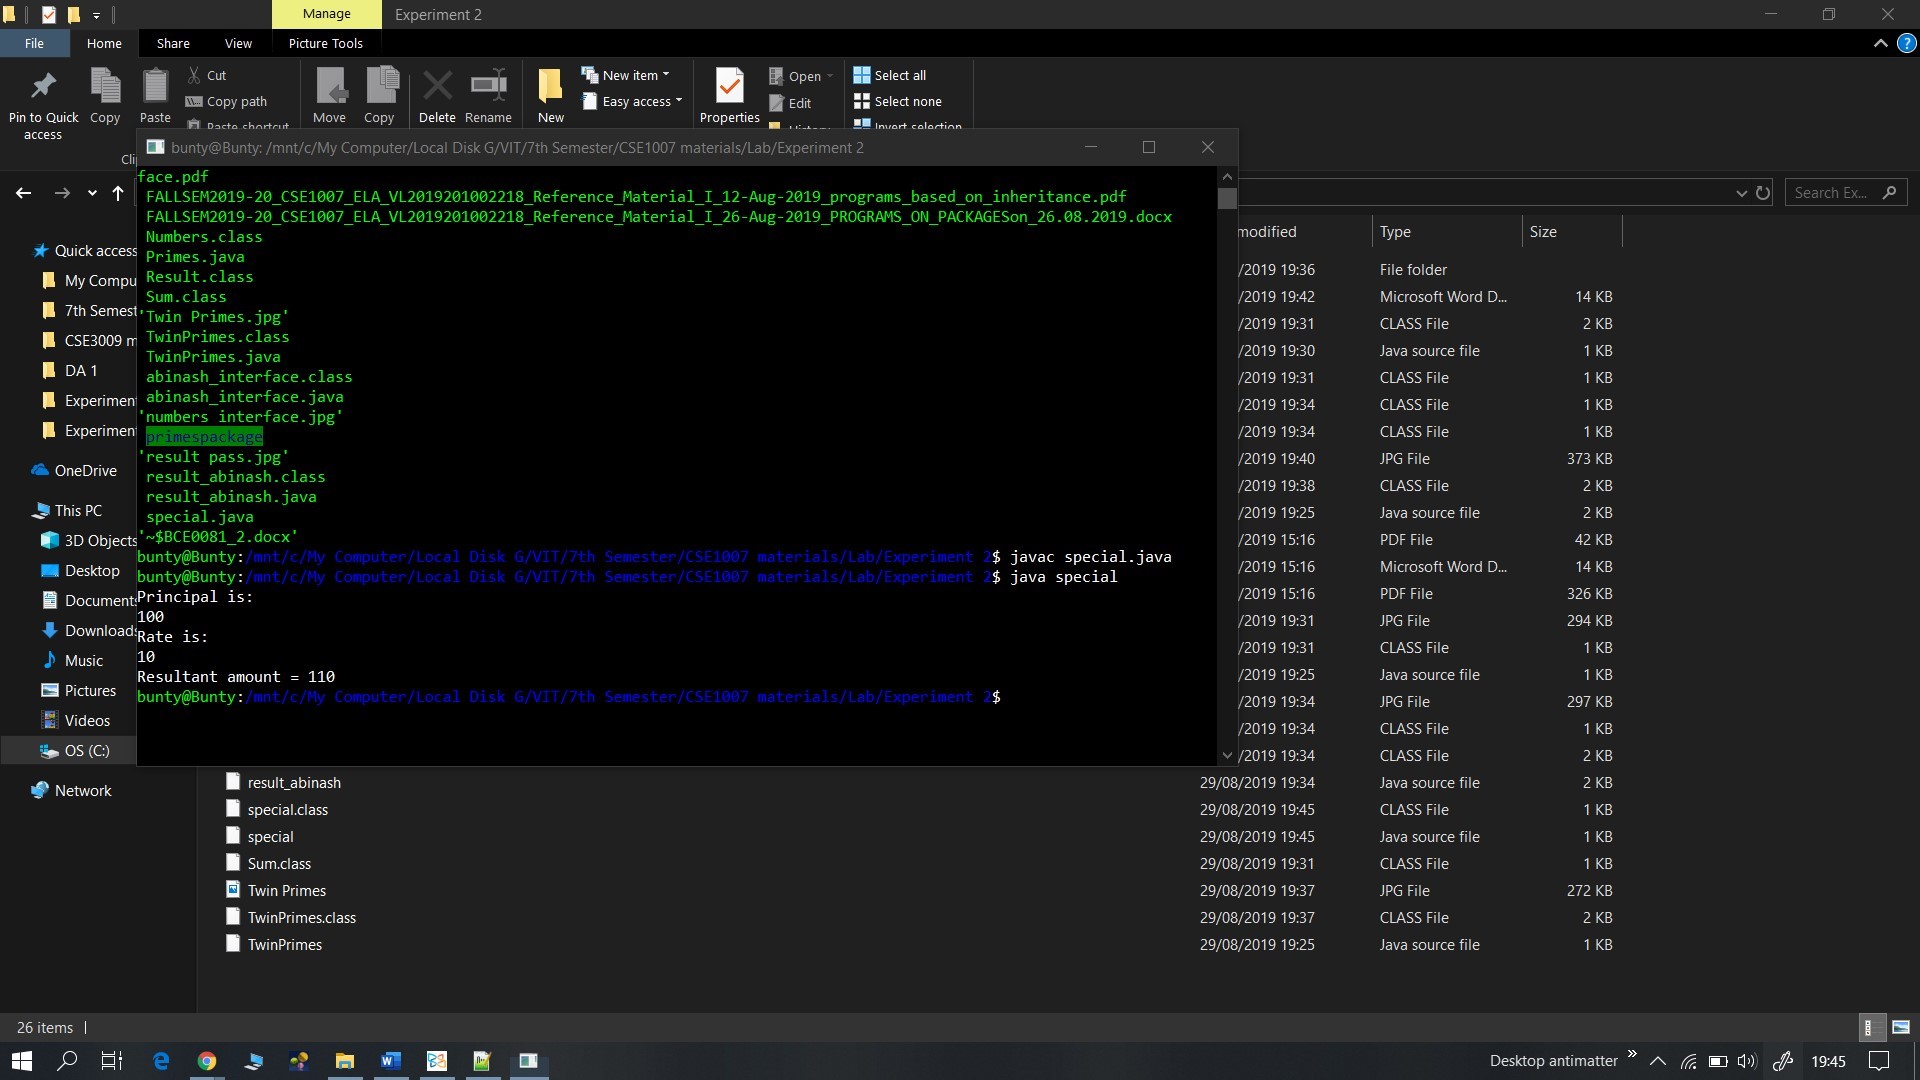 Manage
Experiment 2
File
Home
Share
View
Picture Tools
Pin to Quick access
Copy
Paste
Cut
Copy path
Paste shortcut
Move
Copy
Delete
Rename
New
New item
Easy access
Properties
Open
Edit
Select all
Select none
Invert selection
bunty@Bunty: /mnt/c/My Computer/Local Disk G/VIT/7th Semester/CSE1007 materials/Lab/Experiment 2
Search Ex...
face.pdf
FALLSEM2019-20_CSE1007_ELA_VL2019201002218_Reference_Material_I_12-Aug-2019_programs_based_on_inheritance.pdf
FALLSEM2019-20_CSE1007_ELA_VL2019201002218_Reference_Material_I_26-Aug-2019_PROGRAMS_ON_PACKAGESon_26.08.2019.docx
Numbers.class
Primes.java
Result.class
Sum.class
'Twin Primes.jpg'
TwinPrimes.class
TwinPrimes.java
abinash_interface.class
abinash_interface.java
'numbers interface.jpg'
primespackage
'result pass.jpg'
result_abinash.class
result_abinash.java
special.java
'~$BCE0081_2.docx'
bunty@Bunty:/mnt/c/My Computer/Local Disk G/VIT/7th Semester/CSE1007 materials/Lab/Experiment 2$ javac special.java
bunty@Bunty:/mnt/c/My Computer/Local Disk G/VIT/7th Semester/CSE1007 materials/Lab/Experiment 2$ java special
Principal is:
100
Rate is:
10
Resultant amount = 110
bunty@Bunty:/mnt/c/My Computer/Local Disk G/VIT/7th Semester/CSE1007 materials/Lab/Experiment 2$
Quick access
My Compu
7th Semest
CSE3009 m
DA 1
Experimen
Experimen
OneDrive
This PC
3D Objects
Desktop
Documents
Downloads
Music
Pictures
Videos
OS (C:)
Network
modified Type Size
/2019 19:36 File folder
/2019 19:42 Microsoft Word D... 14 KB
/2019 19:31 CLASS File 2 KB
/2019 19:30 Java source file 1 KB
/2019 19:31 CLASS File 1 KB
/2019 19:34 CLASS File 1 KB
/2019 19:34 CLASS File 1 KB
/2019 19:40 JPG File 373 KB
/2019 19:38 CLASS File 2 KB
/2019 19:25 Java source file 2 KB
/2019 15:16 PDF File 42 KB
/2019 15:16 Microsoft Word D... 14 KB
/2019 15:16 PDF File 326 KB
/2019 19:31 JPG File 294 KB
/2019 19:31 CLASS File 1 KB
/2019 19:25 Java source file 1 KB
/2019 19:34 JPG File 297 KB
/2019 19:34 CLASS File 1 KB
/2019 19:34 CLASS File 2 KB
result_abinash 29/08/2019 19:34 Java source file 2 KB
special.class 29/08/2019 19:45 CLASS File 1 KB
special 29/08/2019 19:45 Java source file 1 KB
Sum.class 29/08/2019 19:31 CLASS File 1 KB
Twin Primes 29/08/2019 19:37 JPG File 272 KB
TwinPrimes.class 29/08/2019 19:37 CLASS File 2 KB
TwinPrimes 29/08/2019 19:25 Java source file 1 KB
26 items
Desktop antimatter
19:45